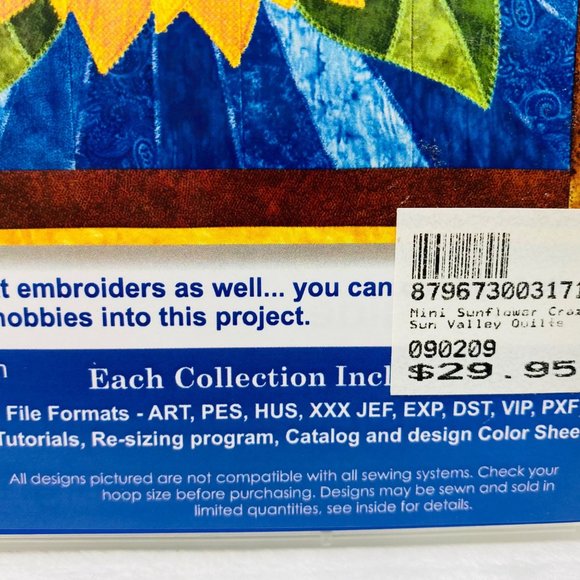 t embroiders as well... you can
hobbies into this project.
879673003171
Mini Sunflower Craz
Sun Valley Quilts
090209
$29.95
Each Collection Incl
File Formats - ART, PES, HUS, XXX JEF, EXP, DST, VIP, PXF
Tutorials, Re-sizing program, Catalog and design Color Shee
All designs pictured are not compatible with all sewing systems. Check your
hoop size before purchasing. Designs may be sewn and sold in
limited quantities, see inside for details.